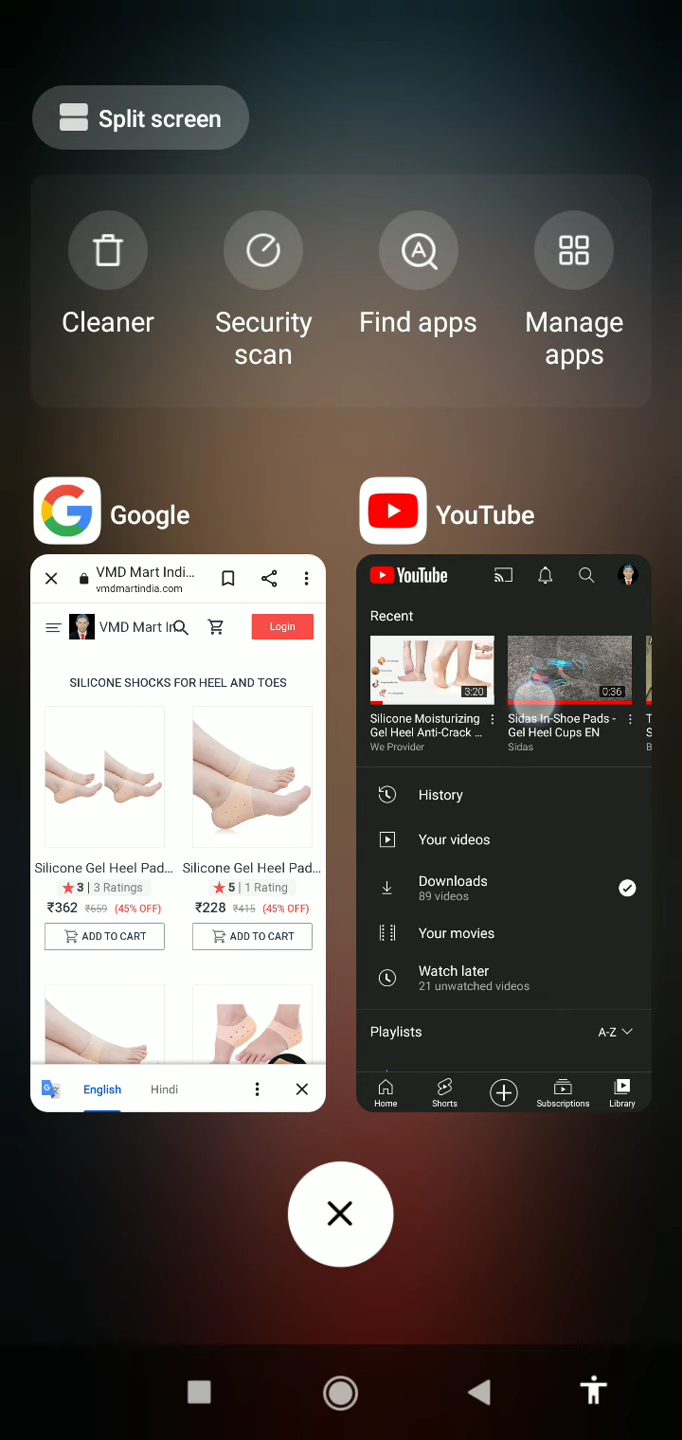 Split screen
Cleaner
Security scan
Find apps
Manage apps
Google
VMD Mart Indi...
vmdmartindia.com
VMD Mart In
Login
SILICONE SHOCKS FOR HEEL AND TOES
Silicone Gel Heel Pad...
3 | 3 Ratings
₹362 ₹659 (45% OFF)
ADD TO CART
Silicone Gel Heel Pad...
5 | 1 Rating
₹228 ₹415 (45% OFF)
ADD TO CART
English Hindi
YouTube
YouTube
Recent
3:20
Silicone Moisturizing
Gel Heel Anti-Crack ...
We Provider
0:36
Sidas In-Shoe Pads -
Gel Heel Cups EN
Sidas
History
Your videos
Downloads
89 videos
Your movies
Watch later
21 unwatched videos
Playlists A-Z
Home Shorts Subscriptions Library